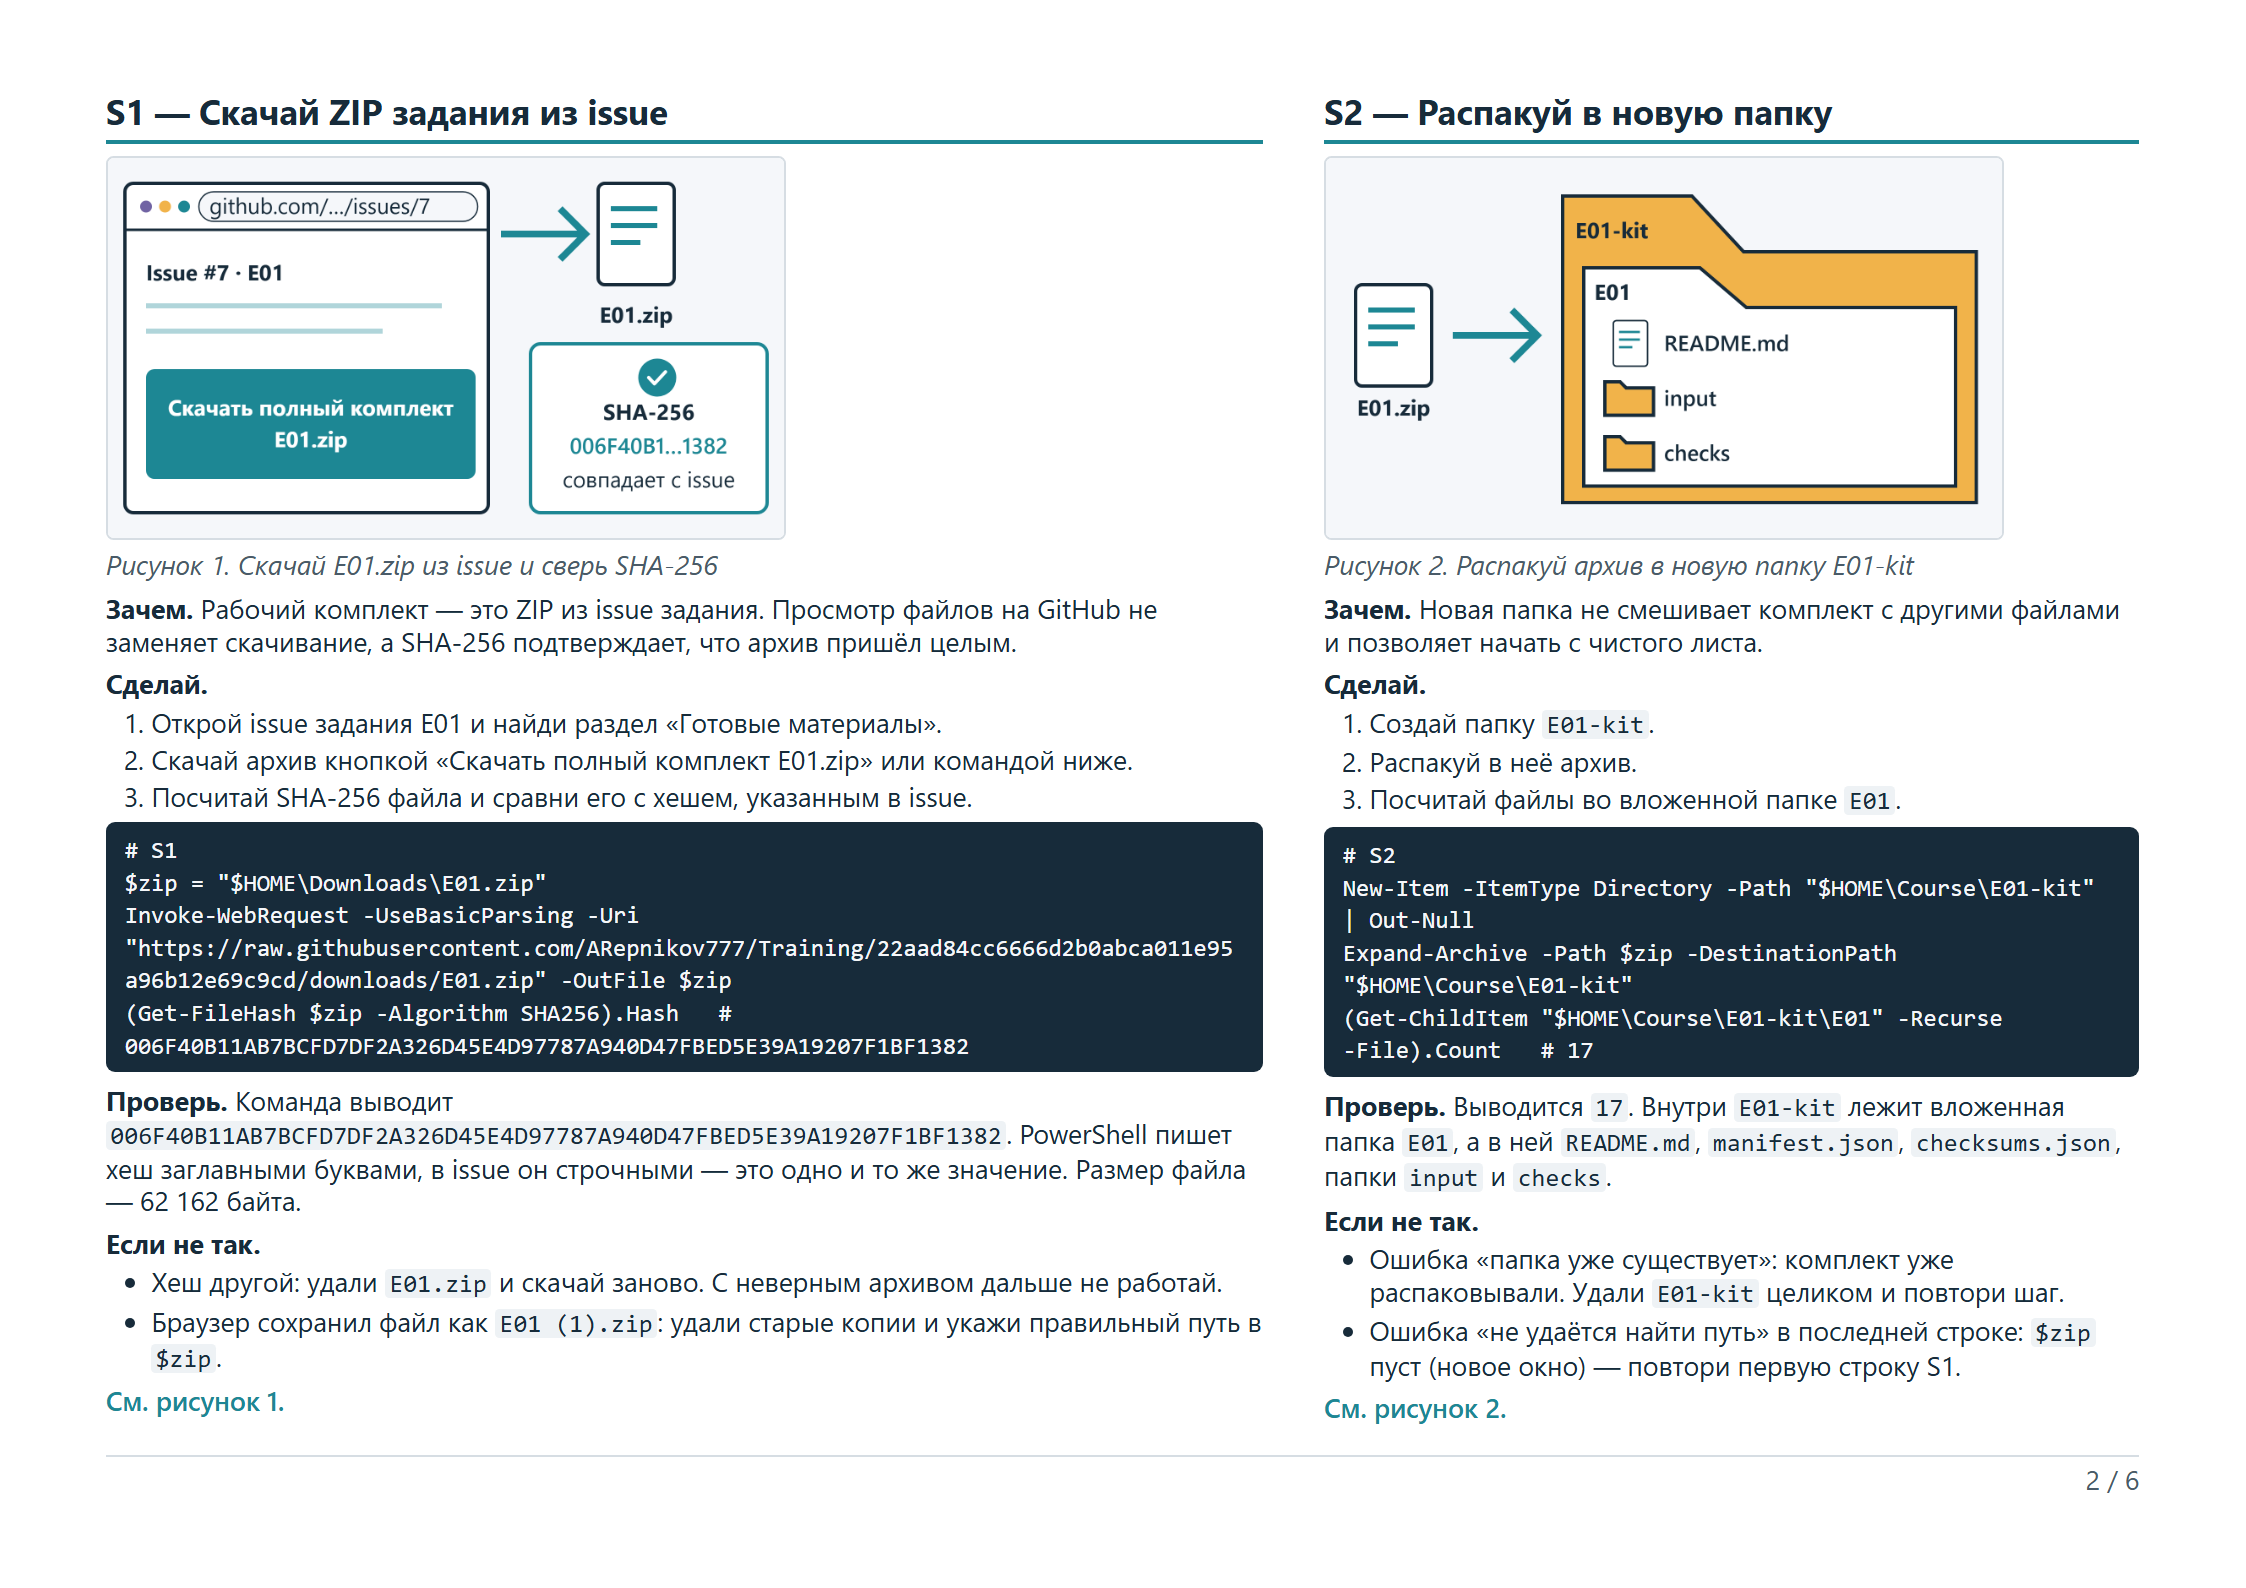 S1 — Скачай ZIP задания из issue
github.com/.../issues/7
Issue #7 · E01
Скачать полный комплект
E01.zip
E01.zip
SHA-256
006F40B1...1382
совпадает с issue
Рисунок 1. Скачай E01.zip из issue и сверь SHA-256
Зачем. Рабочий комплект — это ZIP из issue задания. Просмотр файлов на GitHub не
заменяет скачивание, а SHA-256 подтверждает, что архив пришёл целым.
Сделай.
1. Открой issue задания E01 и найди раздел «Готовые материалы».
2. Скачай архив кнопкой «Скачать полный комплект E01.zip» или командой ниже.
3. Посчитай SHA-256 файла и сравни его с хешем, указанным в issue.
# S1
$zip = "$HOME\Downloads\E01.zip"
Invoke-WebRequest -UseBasicParsing -Uri
"https://raw.githubusercontent.com/ARepnikov777/Training/22aad84cc6666d2b0abca011e95
a96b12e69c9cd/downloads/E01.zip" -OutFile $zip
(Get-FileHash $zip -Algorithm SHA256).Hash   #
006F40B11AB7BCFD7DF2A326D45E4D97787A940D47FBED5E39A19207F1BF1382
Проверь. Команда выводит
006F40B11AB7BCFD7DF2A326D45E4D97787A940D47FBED5E39A19207F1BF1382. PowerShell пишет
хеш заглавными буквами, в issue он строчными — это одно и то же значение. Размер файла
— 62 162 байта.
Если не так.
• Хеш другой: удали E01.zip и скачай заново. С неверным архивом дальше не работай.
• Браузер сохранил файл как E01 (1).zip: удали старые копии и укажи правильный путь в
$zip.
См. рисунок 1.
S2 — Распакуй в новую папку
E01.zip
E01-kit
E01
README.md
input
checks
Рисунок 2. Распакуй архив в новую папку E01-kit
Зачем. Новая папка не смешивает комплект с другими файлами
и позволяет начать с чистого листа.
Сделай.
1. Создай папку E01-kit.
2. Распакуй в неё архив.
3. Посчитай файлы во вложенной папке E01.
# S2
New-Item -ItemType Directory -Path "$HOME\Course\E01-kit"
| Out-Null
Expand-Archive -Path $zip -DestinationPath
"$HOME\Course\E01-kit"
(Get-ChildItem "$HOME\Course\E01-kit\E01" -Recurse
-File).Count   # 17
Проверь. Выводится 17. Внутри E01-kit лежит вложенная
папка E01, а в ней README.md, manifest.json, checksums.json,
папки input и checks.
Если не так.
• Ошибка «папка уже существует»: комплект уже
распаковывали. Удали E01-kit целиком и повтори шаг.
• Ошибка «не удаётся найти путь» в последней строке: $zip
пуст (новое окно) — повтори первую строку S1.
См. рисунок 2.
2 / 6